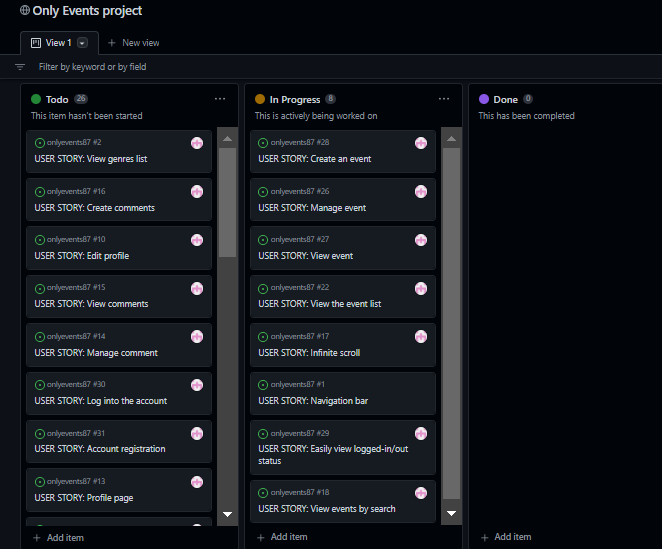 Only Events project
View 1
New view
Filter by keyword or by field
Todo 26
This item hasn't been started
onlyevents87 #2
USER STORY: View genres list
onlyevents87 #16
USER STORY: Create comments
onlyevents87 #10
USER STORY: Edit profile
onlyevents87 #15
USER STORY: View comments
onlyevents87 #14
USER STORY: Manage comment
onlyevents87 #30
USER STORY: Log into the account
onlyevents87 #31
USER STORY: Account registration
onlyevents87 #13
USER STORY: Profile page
Add item
In Progress 8
This is actively being worked on
onlyevents87 #28
USER STORY: Create an event
onlyevents87 #26
USER STORY: Manage event
onlyevents87 #27
USER STORY: View event
onlyevents87 #22
USER STORY: View the event list
onlyevents87 #17
USER STORY: Infinite scroll
onlyevents87 #1
USER STORY: Navigation bar
onlyevents87 #29
USER STORY: Easily view logged-in/out
status
onlyevents87 #18
USER STORY: View events by search
Add item
Done 0
This has been completed
Add item